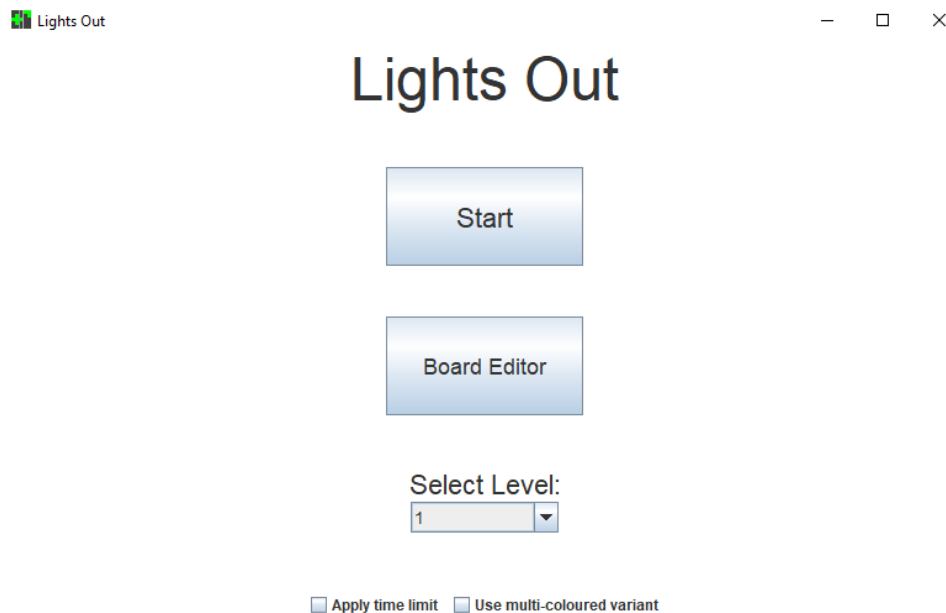 Lights Out
Lights Out
Start
Board Editor
Select Level:
1
Apply time limit Use multi-coloured variant